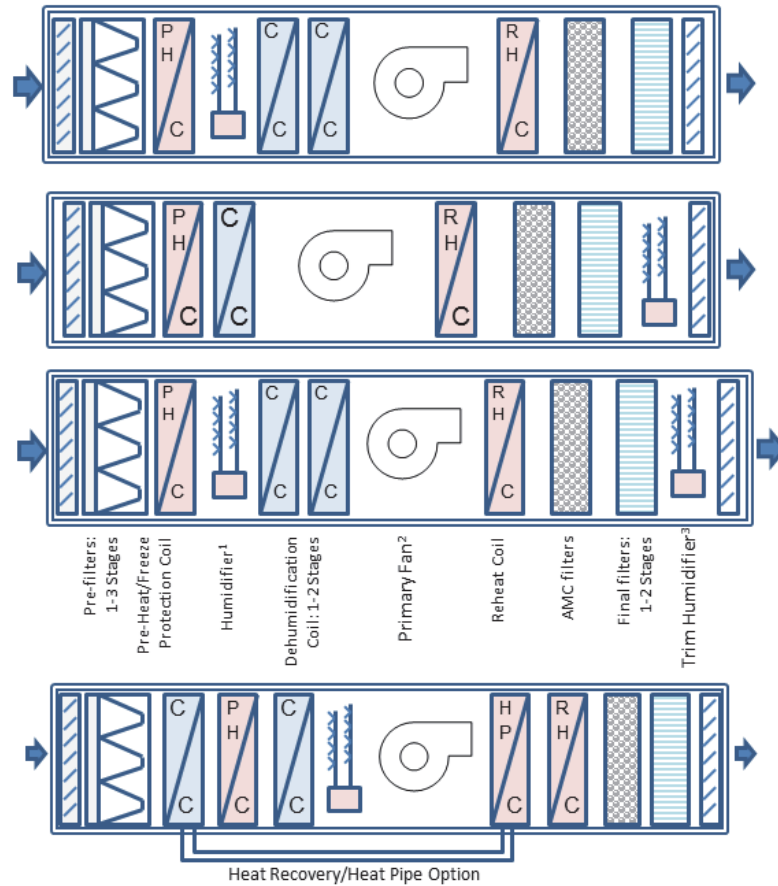 P
H
C
C
C
C
C
R
H
C
P
H
C
C
C
R
H
C
P
H
C
C
C
C
C
R
H
C
Pre-filters:
1-3 Stages
Pre-Heat/Freeze
Protection Coil
Humidifier¹
Dehumidification
Coil: 1-2 Stages
Primary Fan²
Reheat Coil
AMC filters
Final filters:
1-2 Stages
Trim Humidifier³
C
C
P
H
C
C
C
H
P
C
R
H
C
Heat Recovery/Heat Pipe Option